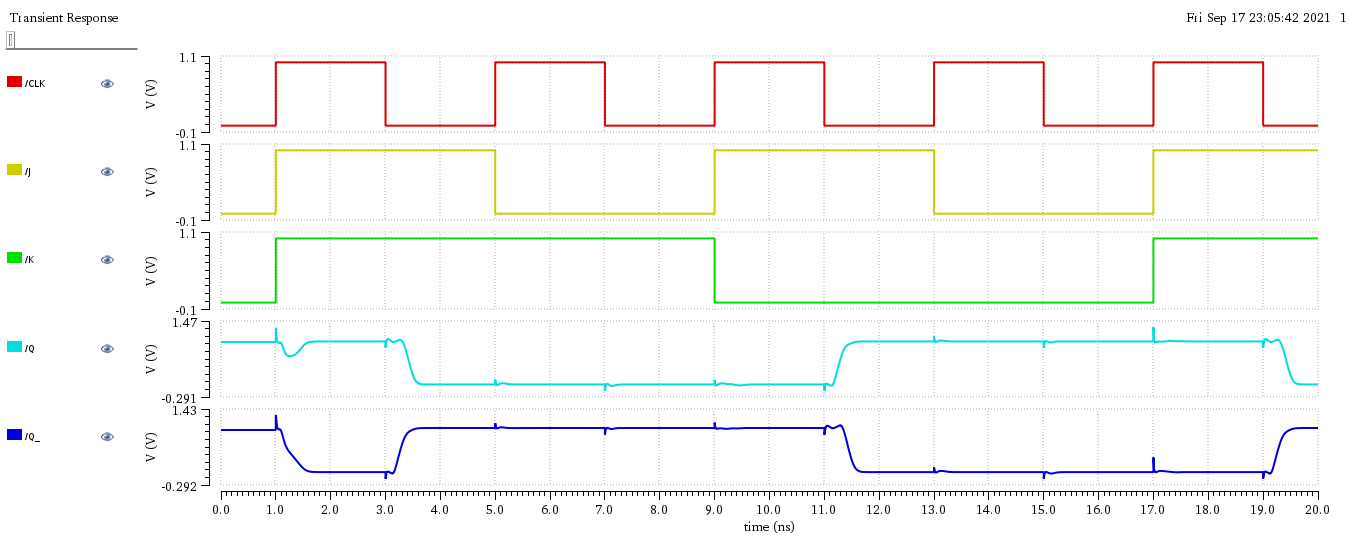 Transient Response
Fri Sep 17 23:05:42 2021 1
/CLK
V (V)
1.1
-0.1
/J
V (V)
1.1
-0.1
/K
V (V)
1.1
-0.1
/Q
V (V)
1.47
-0.291
/Q_
V (V)
1.43
-0.292
0.0 1.0 2.0 3.0 4.0 5.0 6.0 7.0 8.0 9.0 10.0 11.0 12.0 13.0 14.0 15.0 16.0 17.0 18.0 19.0 20.0
time (ns)